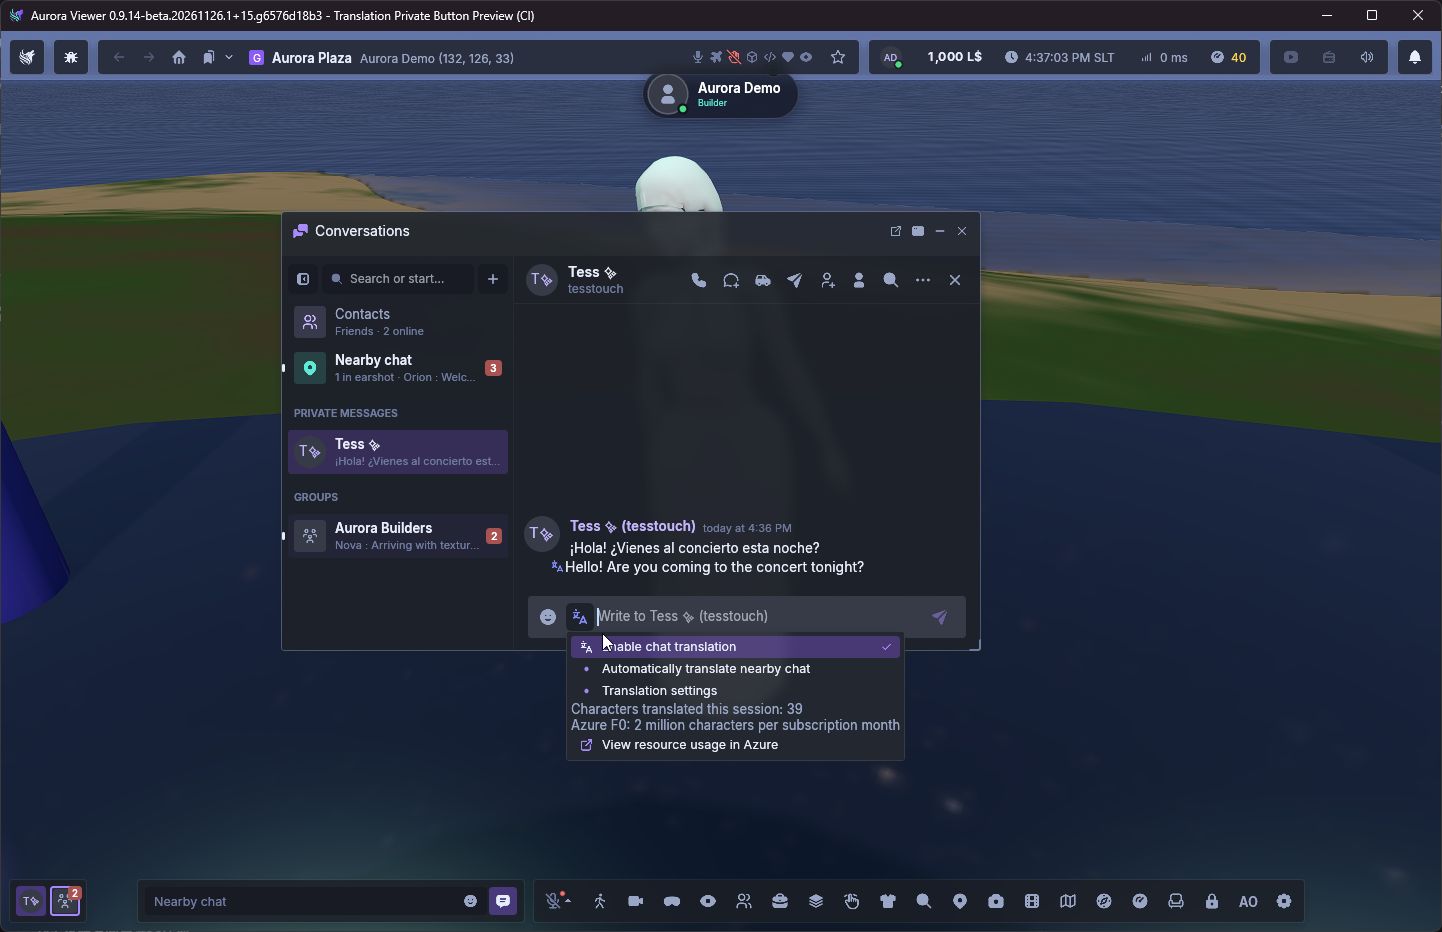 Aurora Viewer 0.9.14-beta.20261126.1+15.g6576d18b3 - Translation Private Button Preview (CI)
G Aurora Plaza Aurora Demo (132, 126, 33)
AD 1,000 L$ 4:37:03 PM SLT 0 ms 40
Aurora Demo
Builder
Conversations
Search or start...
Tess
tesstouch
Contacts
Friends · 2 online
Nearby chat
1 in earshot · Orion : Welc...
3
PRIVATE MESSAGES
T Tess
¡Hola! ¿Vienes al concierto est...
GROUPS
Aurora Builders
Nova : Arriving with textur...
2
T Tess (tesstouch) today at 4:36 PM
¡Hola! ¿Vienes al concierto esta noche?
Hello! Are you coming to the concert tonight?
Write to Tess (tesstouch)
chat translation
Automatically translate nearby chat
Translation settings
Characters translated this session: 39
Azure F0: 2 million characters per subscription month
View resource usage in Azure
T 2
Nearby chat
AO